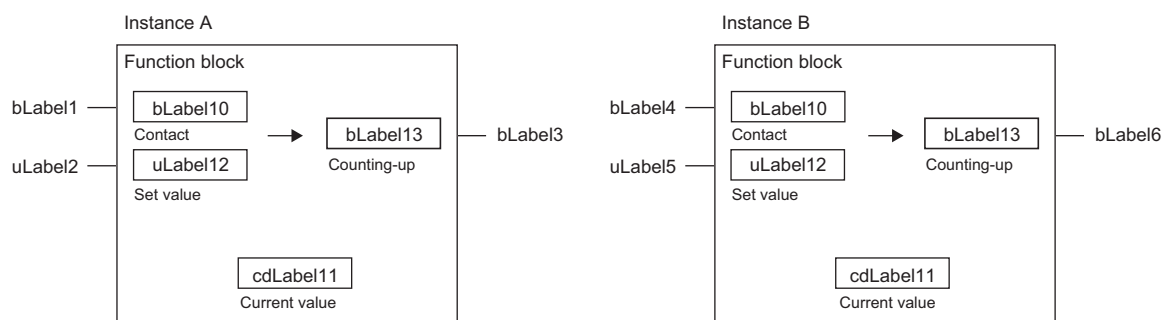 Instance A
Function block
bLabel1
bLabel10
Contact
bLabel13
Counting-up
bLabel3
uLabel2
uLabel12
Set value
cdLabel11
Current value
Instance B
Function block
bLabel4
bLabel10
Contact
bLabel13
Counting-up
bLabel6
uLabel5
uLabel12
Set value
cdLabel11
Current value